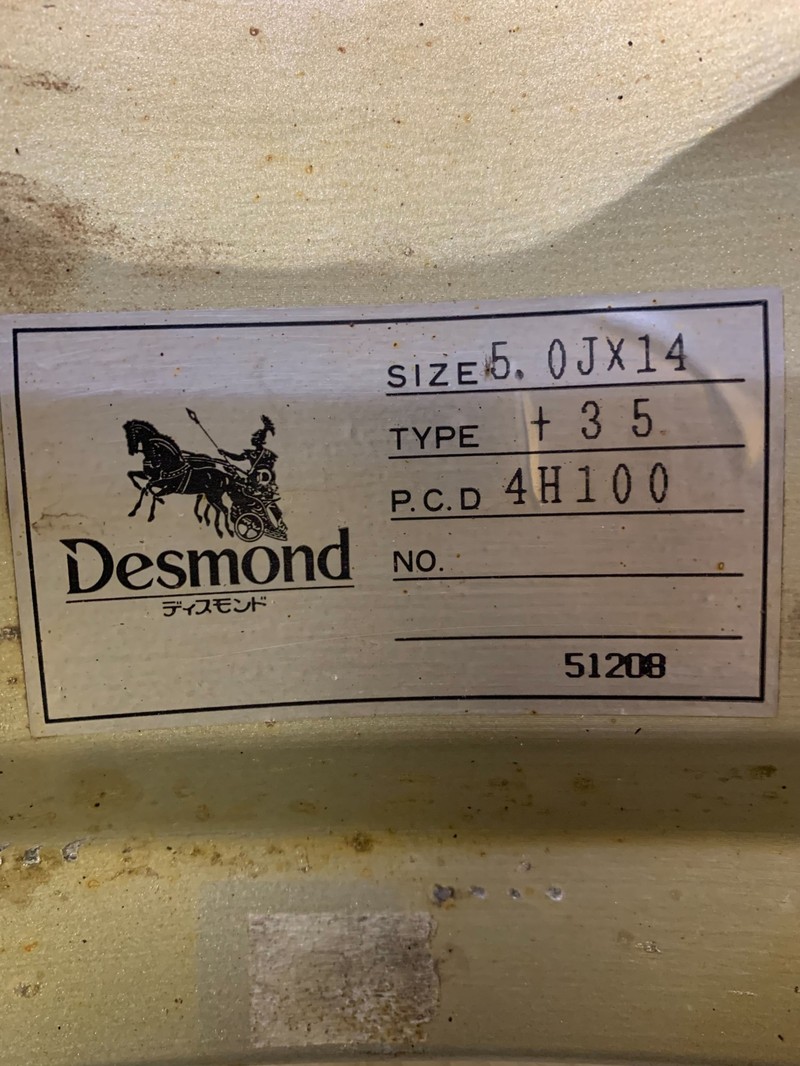 SIZE 5.0JX14
TYPE +35
P.C.D 4H100
NO.
Desmond
ディスモンド
51208